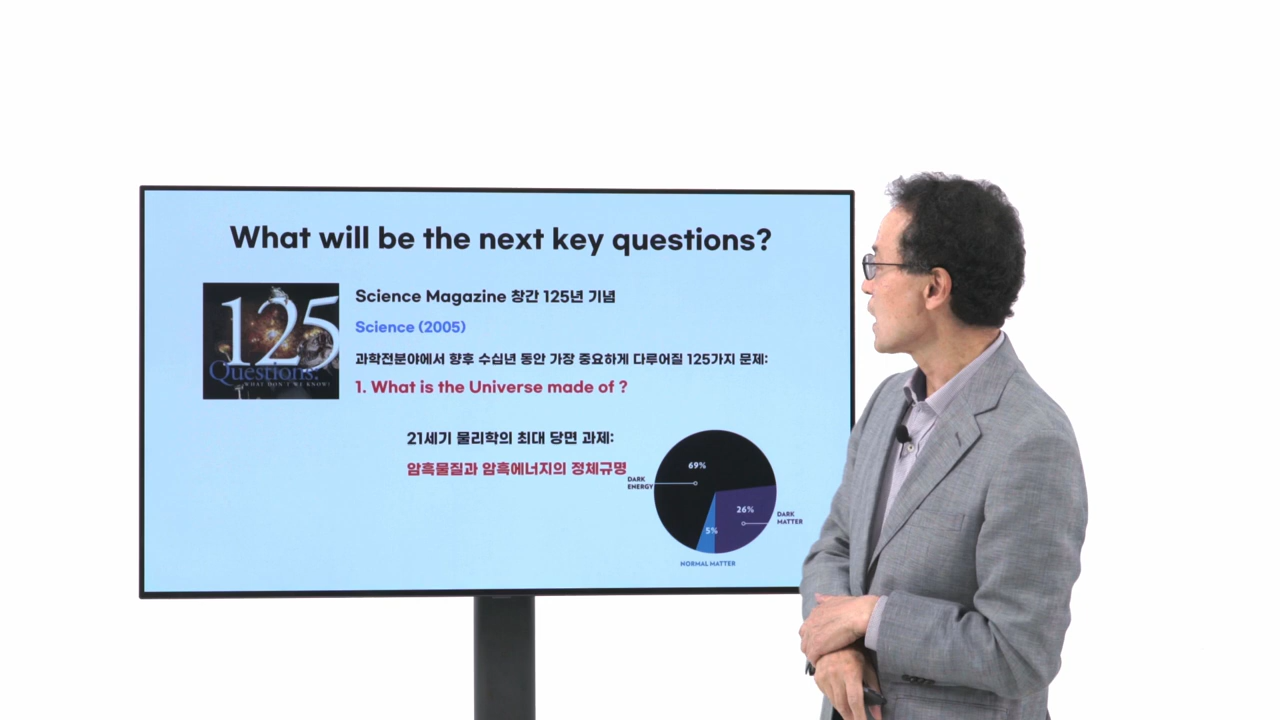 What will be the next key questions?
125
Questions:
WHAT DON'T WE KNOW?
Science Magazine 창간 125년 기념
Science (2005)
과학전분야에서 향후 수십년 동안 가장 중요하게 다루어질 125가지 문제:
1. What is the Universe made of ?
21세기 물리학의 최대 당면 과제:
암흑물질과 암흑에너지의 정체규명
69%
DARK
ENERGY
26%
DARK
MATTER
5%
NORMAL MATTER